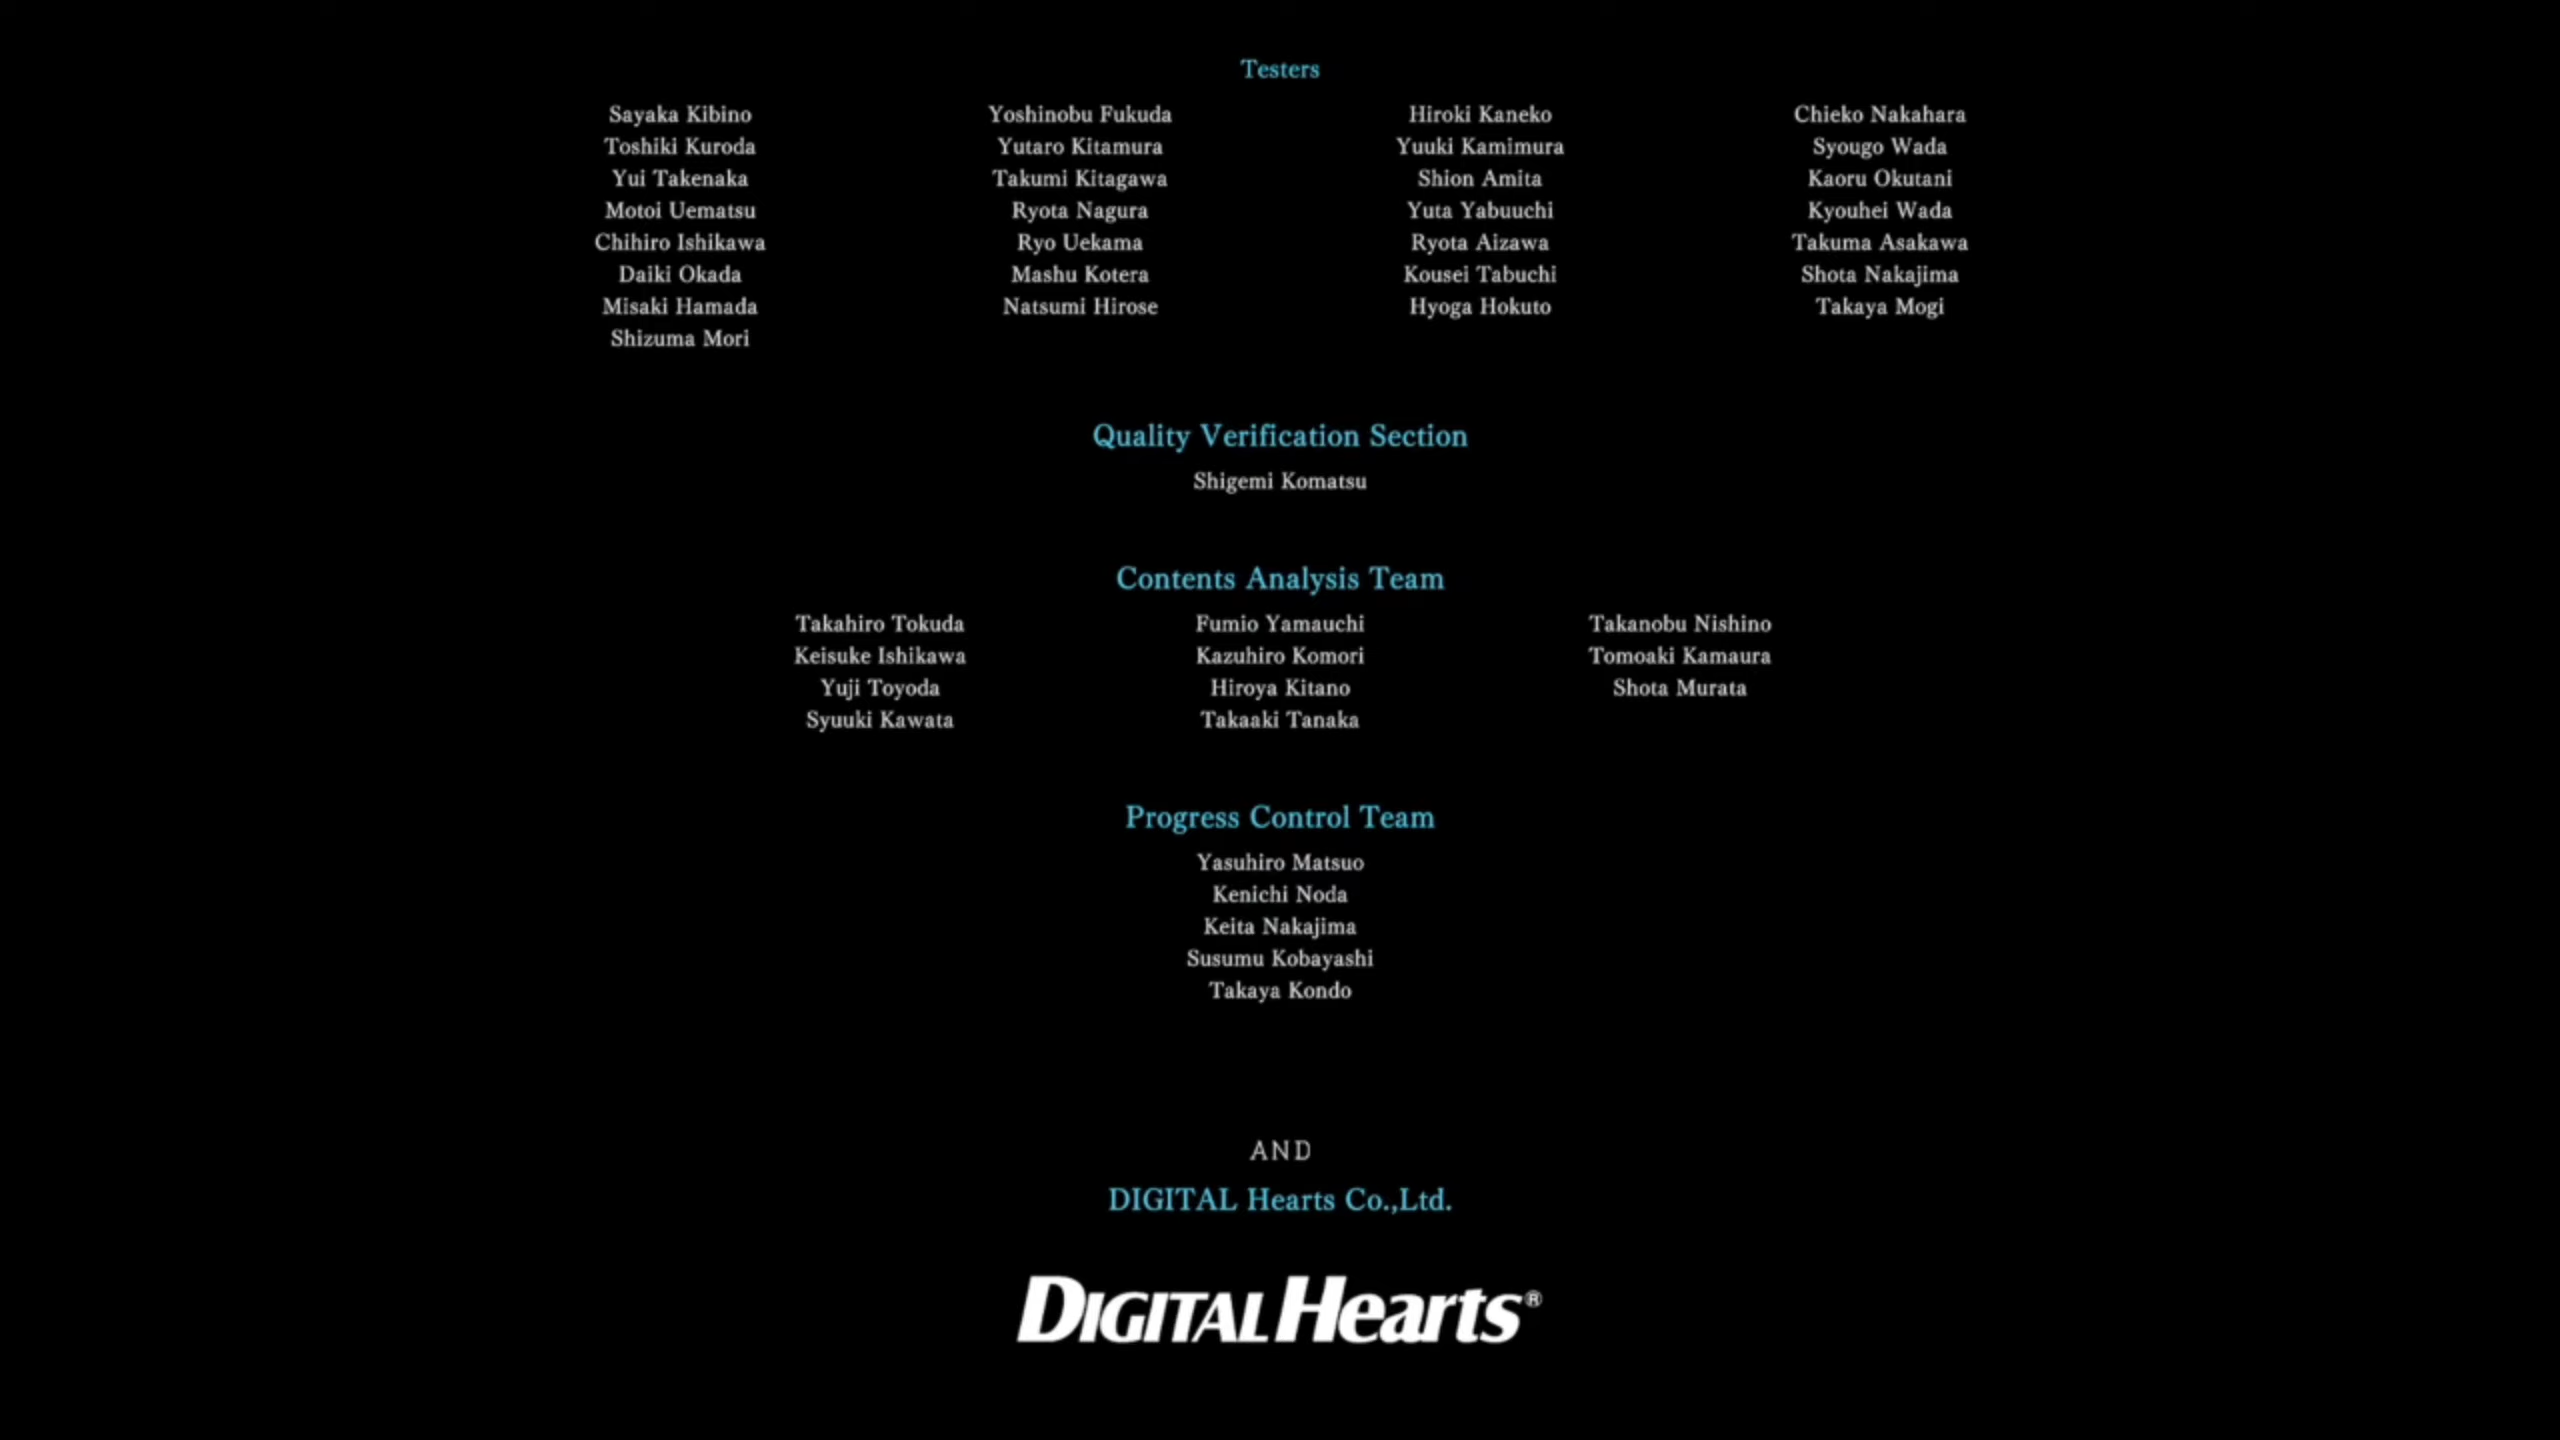 Testers
Sayaka Kibino Yoshinobu Fukuda Hiroki Kaneko Chieko Nakahara
Toshiki Kuroda Yutaro Kitamura Yuuki Kamimura Syougo Wada
Yui Takenaka Takumi Kitagawa Shion Amita Kaoru Okutani
Motoi Uematsu Ryota Nagura Yuta Yabuuchi Kyouhei Wada
Chihiro Ishikawa Ryo Uekama Ryota Aizawa Takuma Asakawa
Daiki Okada Mashu Kotera Kousei Tabuchi Shota Nakajima
Misaki Hamada Natsumi Hirose Hyoga Hokuto Takaya Mogi
Shizuma Mori
Quality Verification Section
Shigemi Komatsu
Contents Analysis Team
Takahiro Tokuda Fumio Yamauchi Takanobu Nishino
Keisuke Ishikawa Kazuhiro Komori Tomoaki Kamaura
Yuji Toyoda Hiroya Kitano Shota Murata
Syuuki Kawata Takaaki Tanaka
Progress Control Team
Yasuhiro Matsuo
Kenichi Noda
Keita Nakajima
Susumu Kobayashi
Takaya Kondo
AND
DIGITAL Hearts Co.,Ltd.
DIGITAL Hearts®